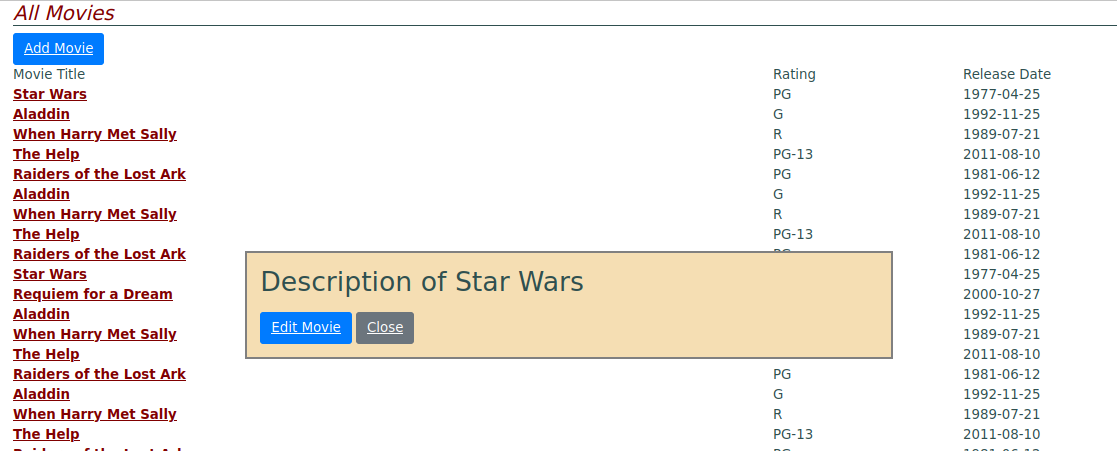 All Movies
Add Movie
Movie Title Rating Release Date
Star Wars PG 1977-04-25
Aladdin G 1992-11-25
When Harry Met Sally R 1989-07-21
The Help PG-13 2011-08-10
Raiders of the Lost Ark PG 1981-06-12
Aladdin G 1992-11-25
When Harry Met Sally R 1989-07-21
The Help PG-13 2011-08-10
Raiders of the Lost Ark 1981-06-12
Star Wars 1977-04-25
Requiem for a Dream 2000-10-27
Aladdin 1992-11-25
When Harry Met Sally 1989-07-21
The Help 2011-08-10
Description of Star Wars
Edit Movie Close
Raiders of the Lost Ark PG 1981-06-12
Aladdin G 1992-11-25
When Harry Met Sally R 1989-07-21
The Help PG-13 2011-08-10